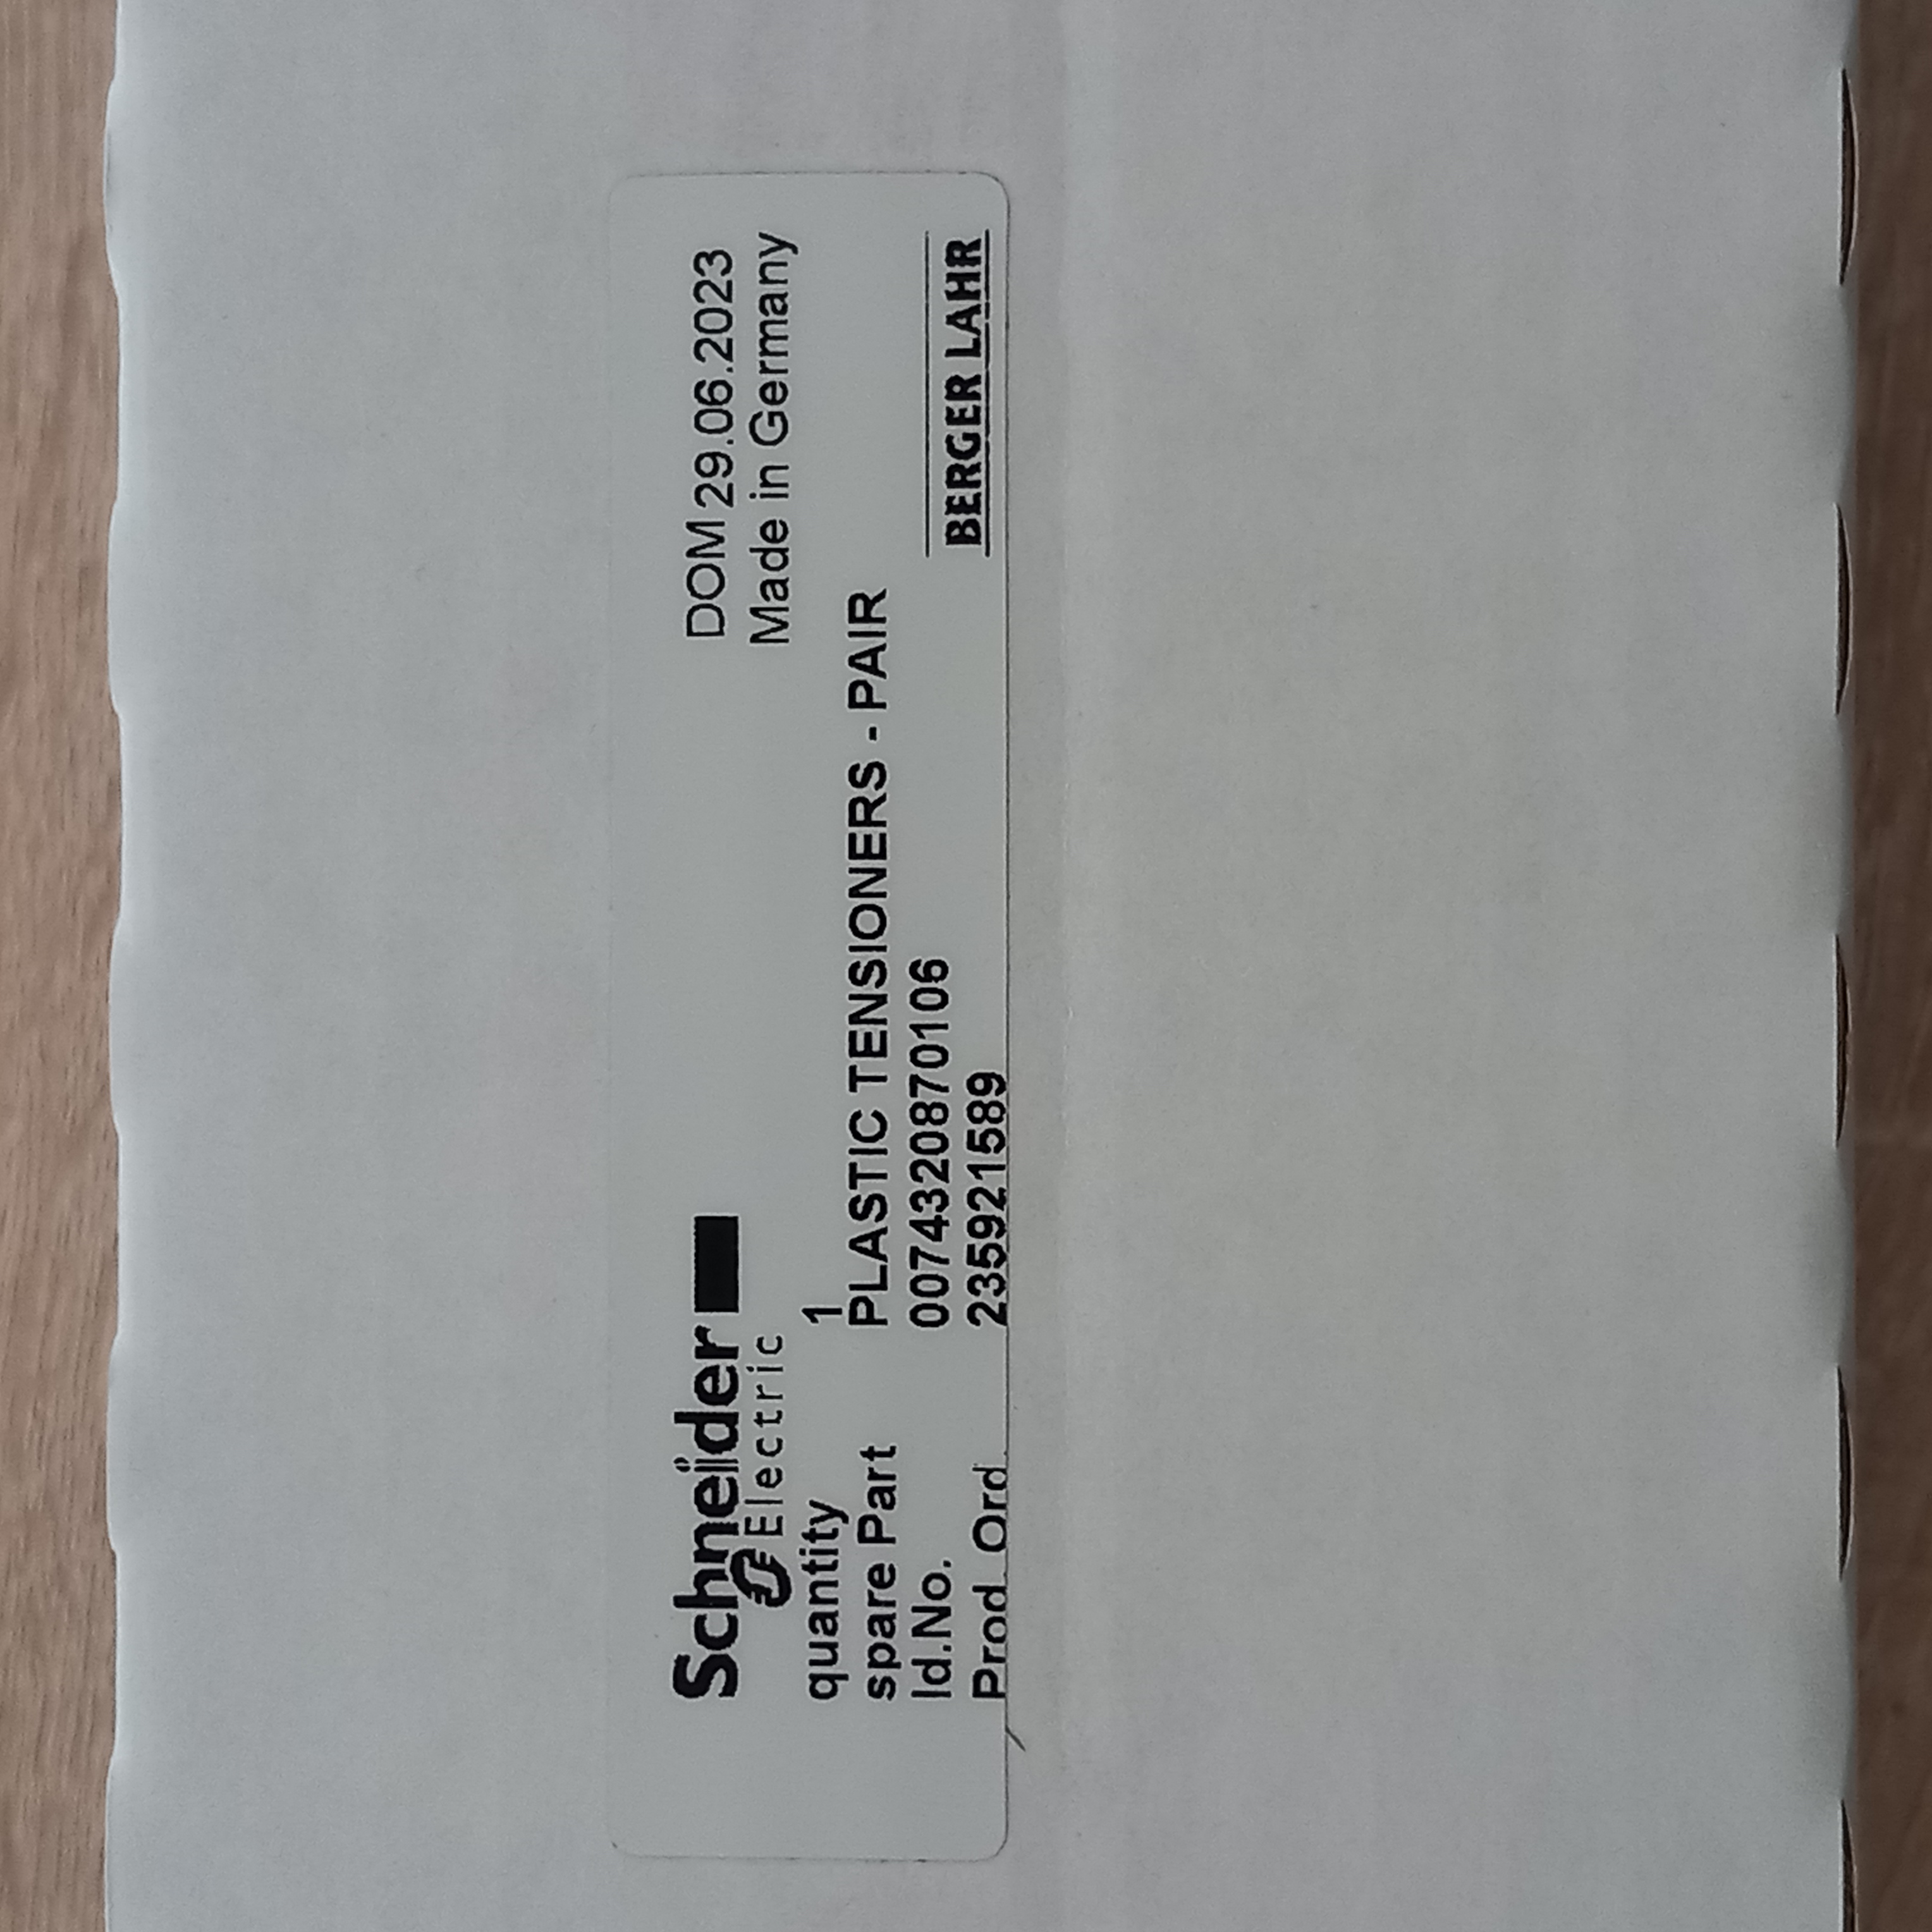 Schneider
Electric
DOM 29.06.2023
Made in Germany
quantity 1
spare Part PLASTIC TENSIONERS - PAIR
Id.No. 0074320870106
Prod. Ord. 235921589
BERGER LAHR